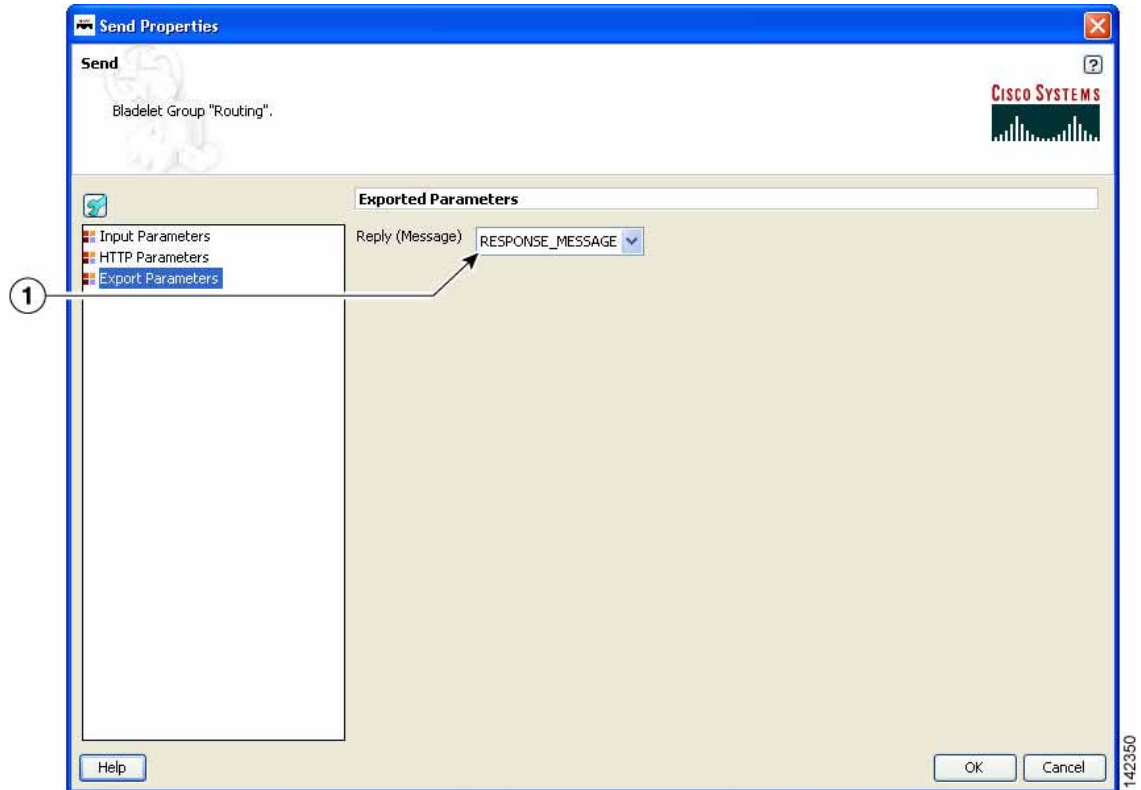 Send Properties
Send
?
Bladelet Group "Routing".
CISCO SYSTEMS
Exported Parameters
Input Parameters
HTTP Parameters
Export Parameters
Reply (Message) RESPONSE_MESSAGE
1
Help
OK
Cancel
142350